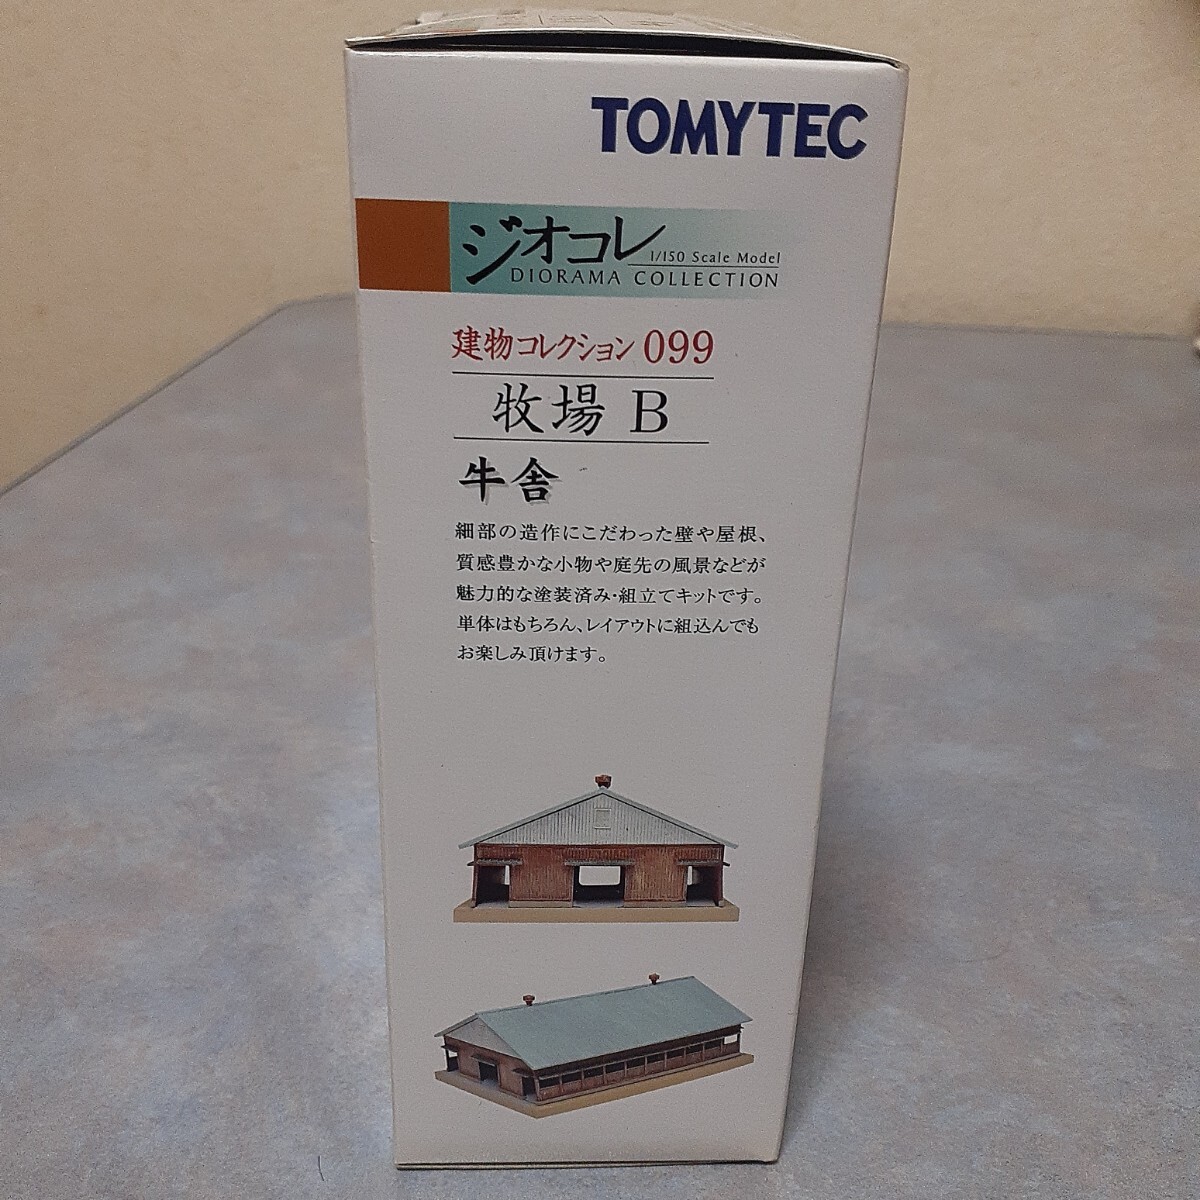 TOMYTEC
ジオコレ
1/150 Scale Model
DIORAMA COLLECTION
建物コレクション 099
牧場 B
牛舎
細部の造作にこだわった壁や屋根、
質感豊かな小物や庭先の風景などが
魅力的な塗装済み・組立てキットです。
単体はもちろん、レイアウトに組込んでも
お楽しみ頂けます。